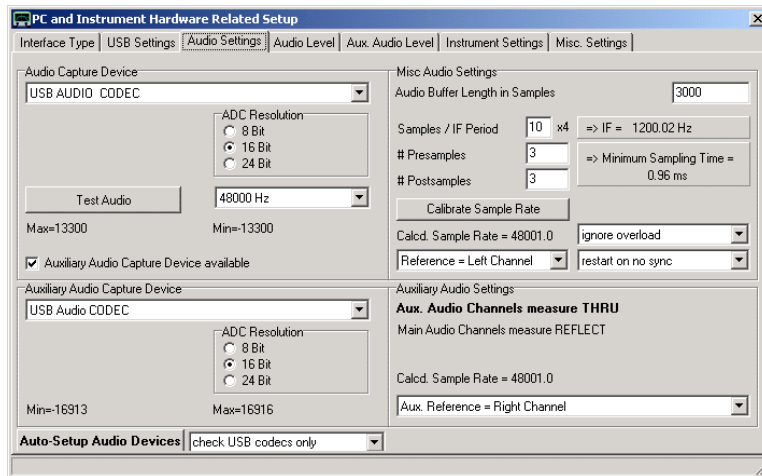 PC and Instrument Hardware Related Setup
Interface Type | USB Settings | Audio Settings | Audio Level | Aux. Audio Level | Instrument Settings | Misc. Settings
Audio Capture Device
USB AUDIO CODEC
ADC Resolution
8 Bit
16 Bit
24 Bit
Test Audio
48000 Hz
Max=13300
Min=-13300
Auxiliary Audio Capture Device available
Misc Audio Settings
Audio Buffer Length in Samples
3000
Samples / IF Period
10 x4
=> IF = 1200.02 Hz
# Presamples
3
=> Minimum Sampling Time =
0.96 ms
# Postsamples
3
Calibrate Sample Rate
Calcd. Sample Rate = 48001.0
ignore overload
Reference = Left Channel
restart on no sync
Auxiliary Audio Capture Device
USB Audio CODEC
ADC Resolution
8 Bit
16 Bit
24 Bit
Min=-16913
Max=16916
Auxiliary Audio Settings
Aux. Audio Channels measure THRU
Main Audio Channels measure REFLECT
Calcd. Sample Rate = 48001.0
Aux. Reference = Right Channel
Auto-Setup Audio Devices
check USB codecs only